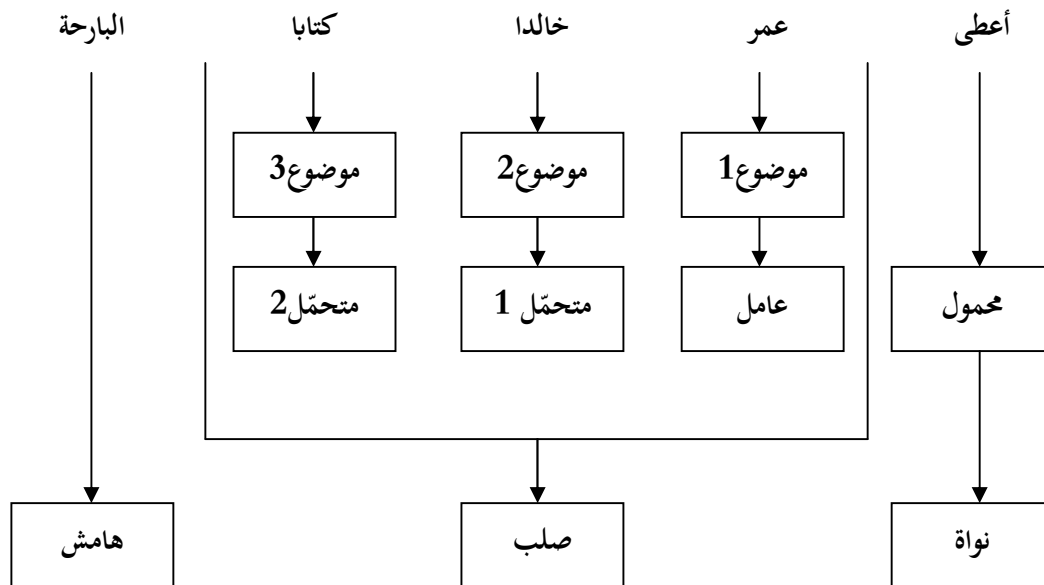 أعطى عمر خالدا كتابا البارحة
موضوع1 موضوع2 موضوع3
محمول عامل متحمّل 1 متحمّل2
نواة صلب هامش